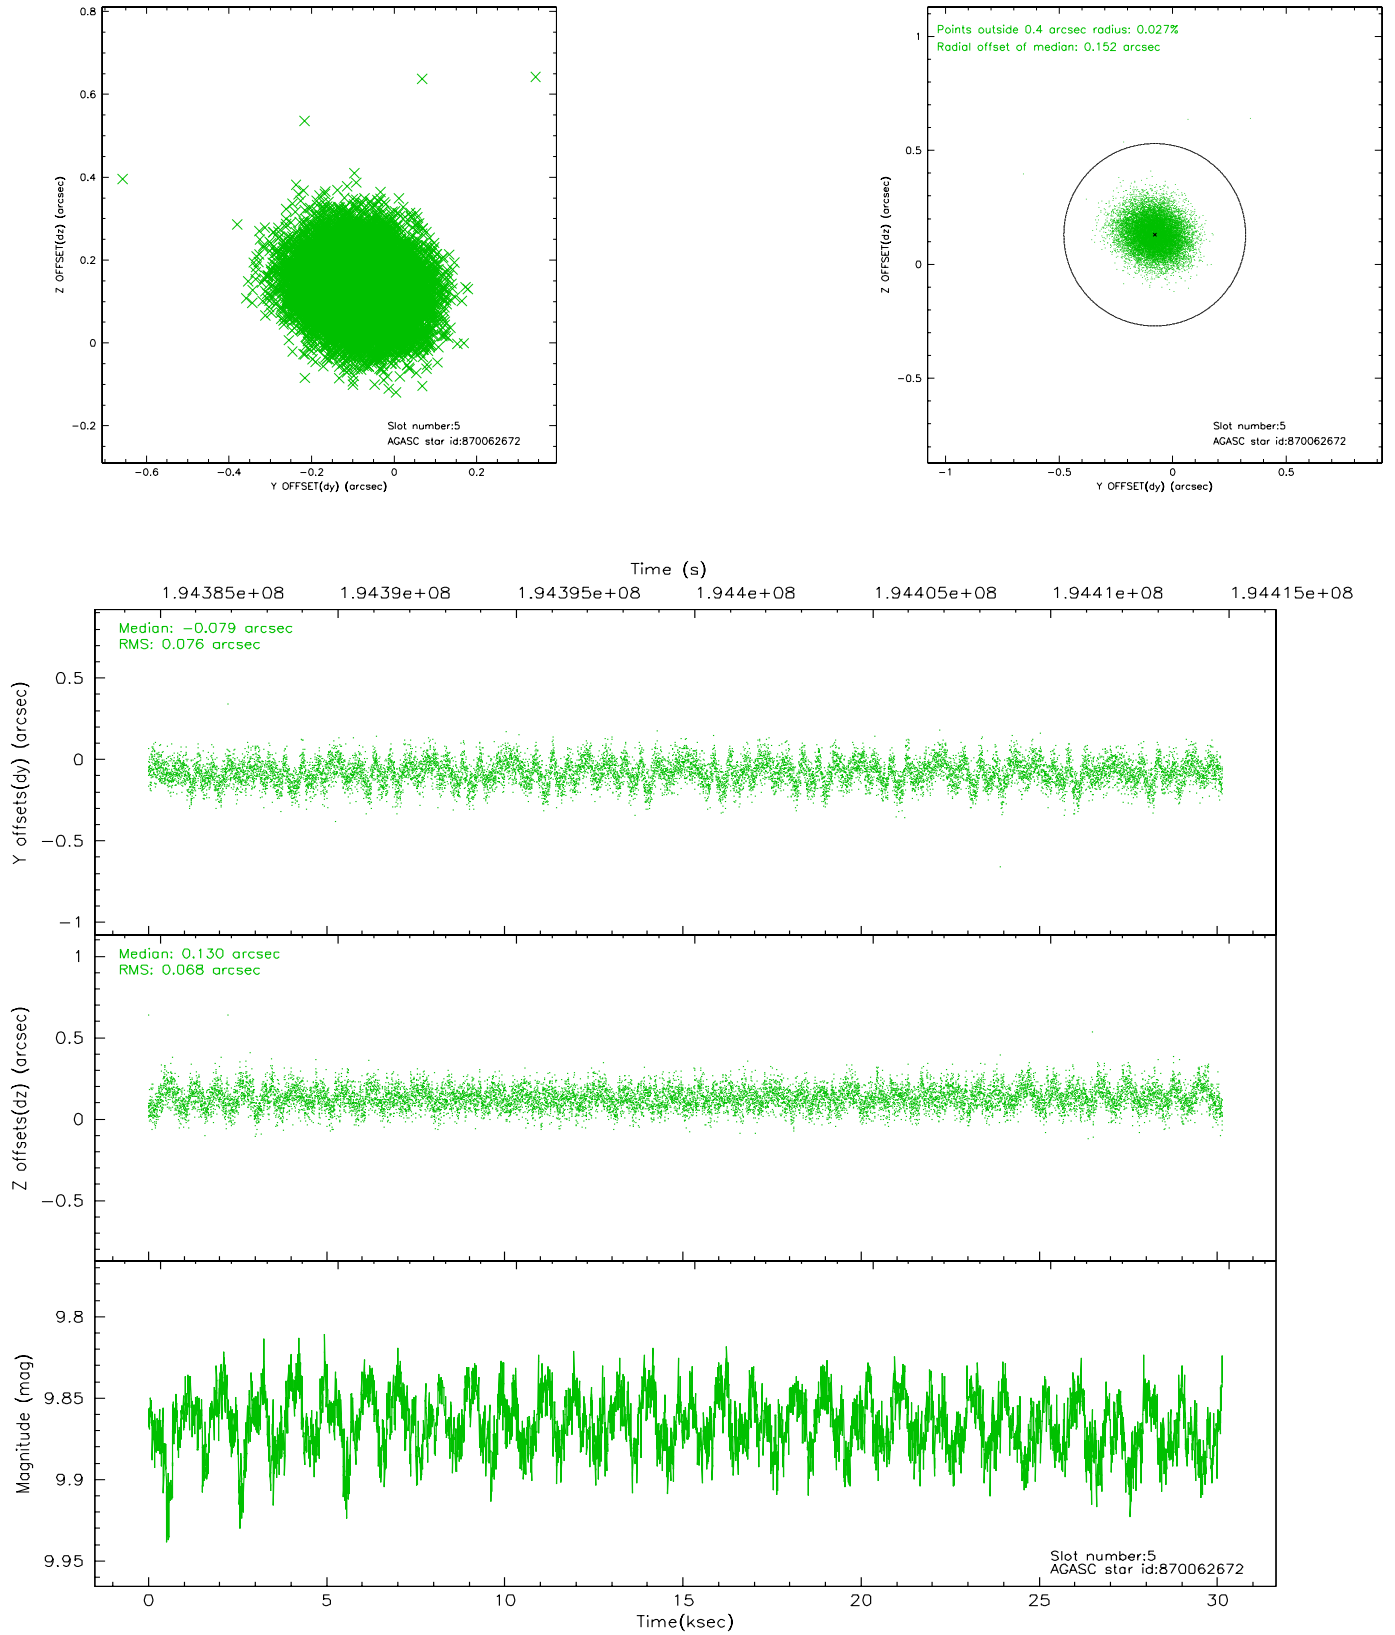 0.8
0.6
0.4
0.2
0
−0.2
Z OFFSET(dz) (arcsec)
Slot number:5
AGASC star id:870062672
−0.6 −0.4 −0.2 0 0.2
Y OFFSET(dy) (arcsec)
Points outside 0.4 arcsec radius: 0.027%
Radial offset of median: 0.152 arcsec
1
0.5
0
−0.5
Z OFFSET(dz) (arcsec)
Slot number:5
AGASC star id:870062672
−1 −0.5 0 0.5
Y OFFSET(dy) (arcsec)
Time (s)
1.94385e+08 1.9439e+08 1.94395e+08 1.944e+08 1.94405e+08 1.9441e+08 1.94415e+08
Median: −0.079 arcsec
RMS: 0.076 arcsec
0.5
0
−0.5
−1
Y offsets(dy) (arcsec)
Median: 0.130 arcsec
RMS: 0.068 arcsec
1
0.5
0
−0.5
Z offsets(dz) (arcsec)
9.8
9.85
9.9
9.95
Magnitude (mag)
Slot number:5
AGASC star id:870062672
0 5 10 15 20 25 30
Time(ksec)